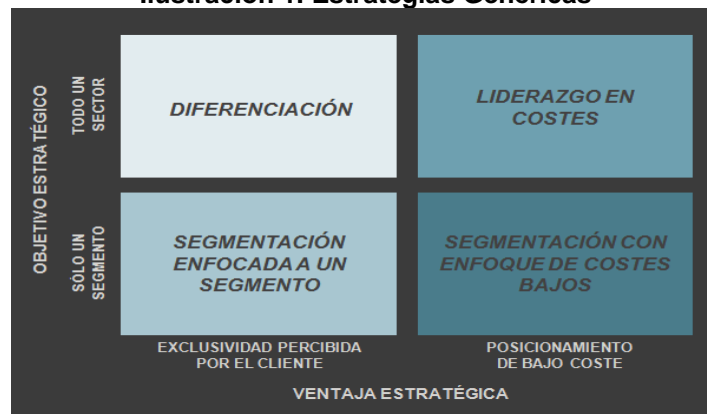 Ilustración 1. Estrategias Genéricas
OBJETIVO ESTRATÉGICO
TODO UN
SECTOR
DIFERENCIACIÓN
LIDERAZGO EN
COSTES
SÓLO UN
SEGMENTO
SEGMENTACIÓN
ENFOCADA A UN
SEGMENTO
SEGMENTACIÓN CON
ENFOQUE DE COSTES
BAJOS
EXCLUSIVIDAD PERCIBIDA
POR EL CLIENTE
POSICIONAMIENTO
DE BAJO COSTE
VENTAJA ESTRATÉGICA